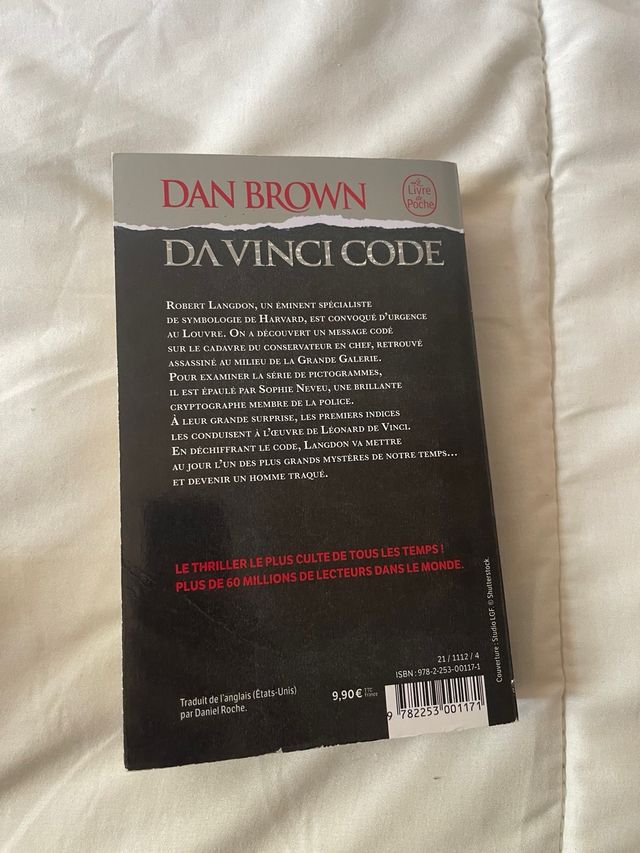 DAN BROWN
Le
Livre
de
Poche
DA VINCI CODE
Robert Langdon, un éminent spécialiste
de symbologie de Harvard, est convoqué d'urgence
au Louvre. On a découvert un message codé
sur le cadavre du conservateur en chef, retrouvé
assassiné au milieu de la Grande Galerie.
Pour examiner la série de pictogrammes,
il est épaulé par Sophie Neveu, une brillante
cryptographe membre de la police.
À leur grande surprise, les premiers indices
les conduisent à l'œuvre de Léonard de Vinci.
En déchiffrant le code, Langdon va mettre
au jour l'un des plus grands mystères de notre temps…
et devenir un homme traqué.
LE THRILLER LE PLUS CULTE DE TOUS LES TEMPS !
PLUS DE 60 MILLIONS DE LECTEURS DANS LE MONDE.
Couverture : Studio LGF. © Shutterstock.
Traduit de l'anglais (États-Unis)
par Daniel Roche.
9,90 € TTC
France
21 / 1112 / 4
ISBN : 978-2-253-00117-1
9 782253 001171